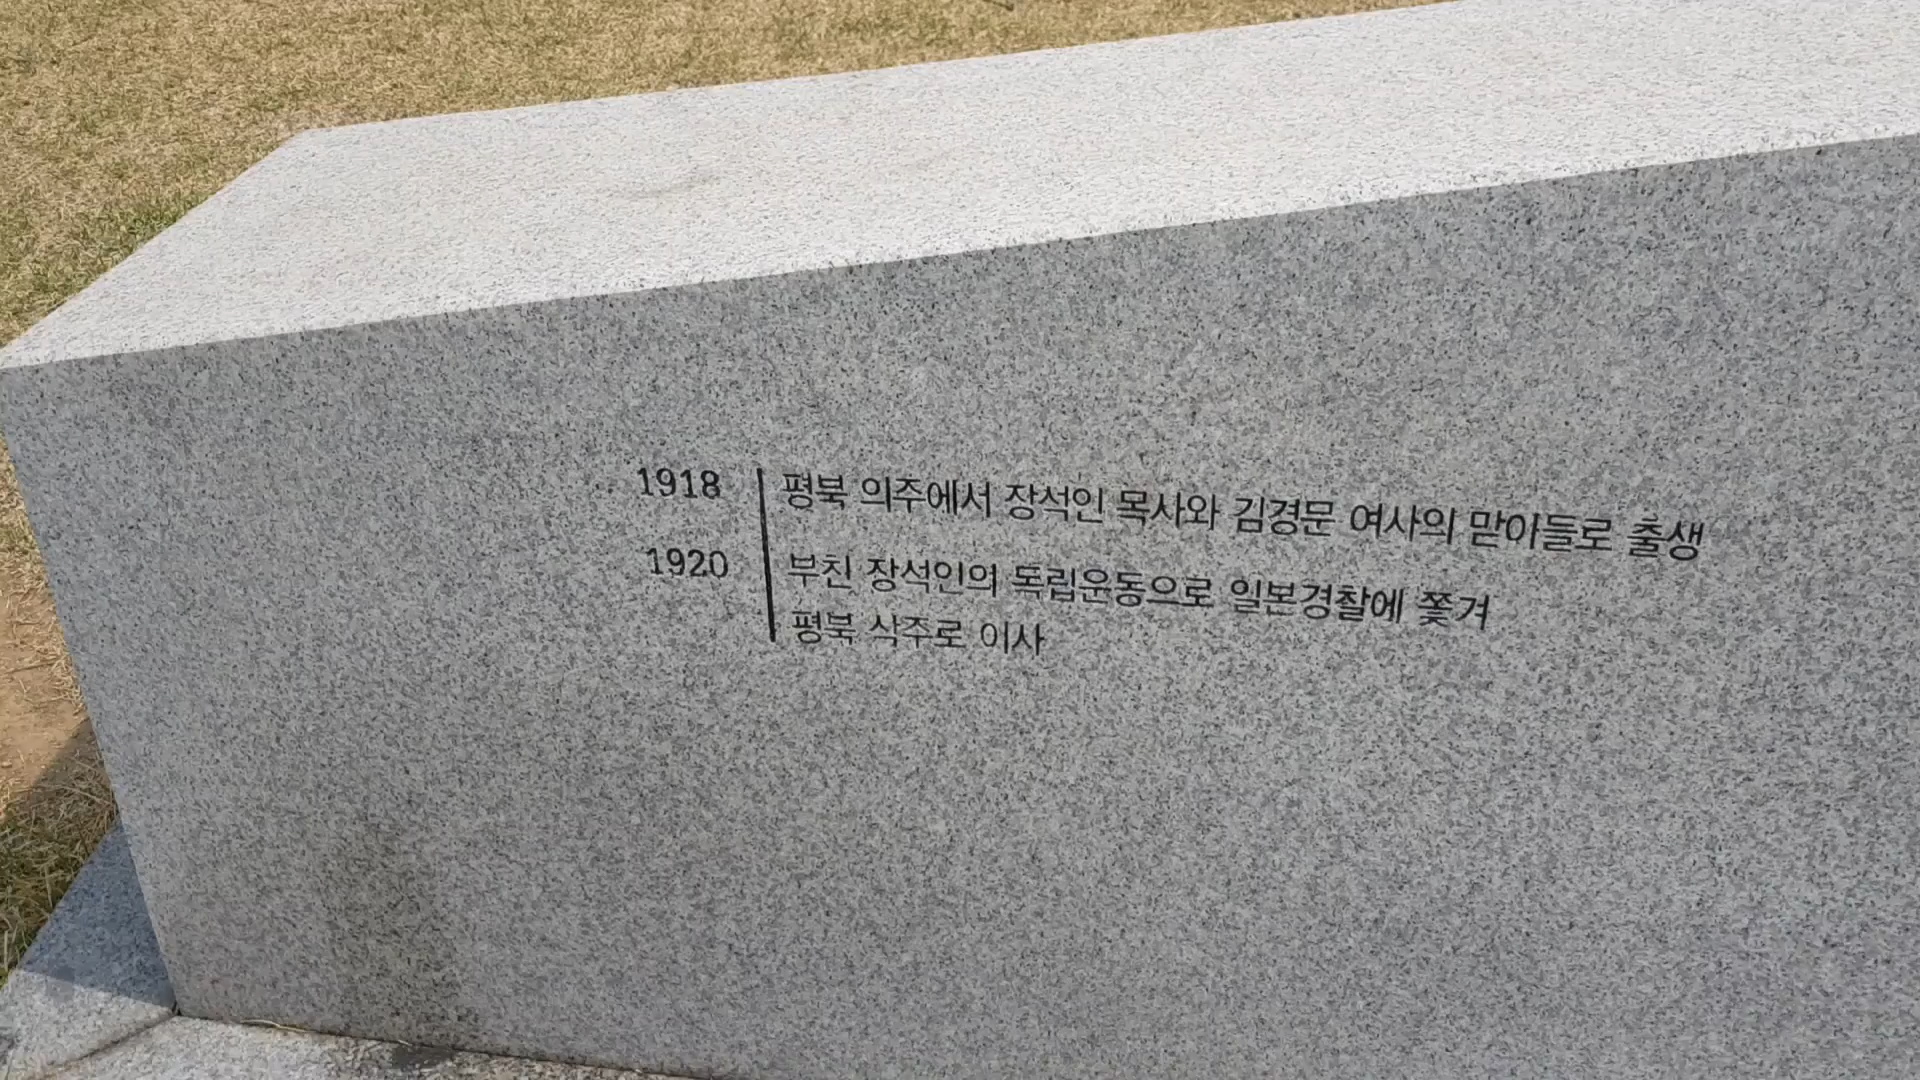 1918 평북 의주에서 장석인 목사와 김경문 여사의 맏아들로 출생
1920 부친 장석인의 독립운동으로 일본경찰에 쫓겨
평북 삭주로 이사